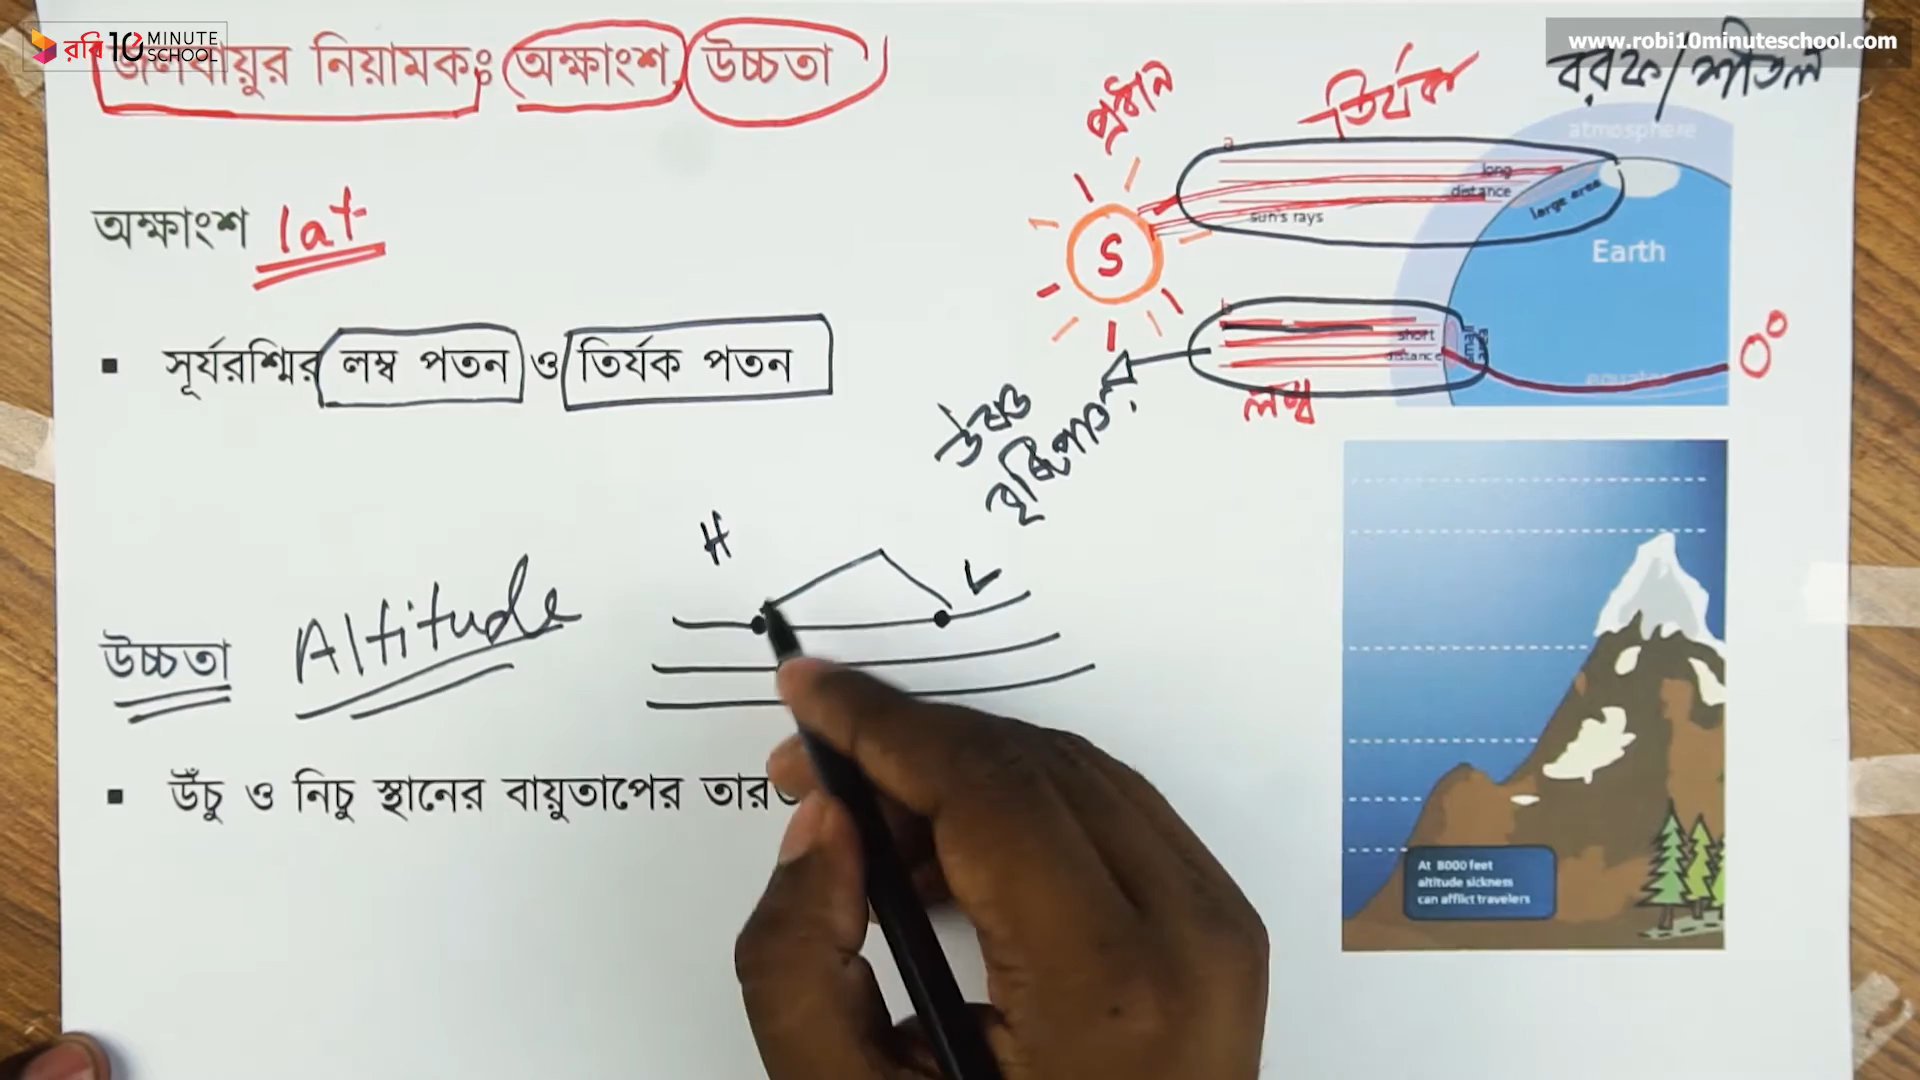 রবি 10 MINUTE SCHOOL
www.robi10minuteschool.com
জলবায়ুর নিয়ামকঃ অক্ষাংশ, উচ্চতা
প্রধান
তির্যক
বরফ/শীতল
atmosphere
a
long
distance
large area
sun's rays
অক্ষাংশ lat
Earth
S
b
short
distance
small
area
equator
0°
লম্ব
▪ সূর্যরশ্মির লম্ব পতন ও তির্যক পতন
বৃষ্টিপাত
H
L
উচ্চতা Altitude
▪ উঁচু ও নিচু স্থানের বায়ুতাপের
At 8000 feet
altitude sickness
can afflict travelers